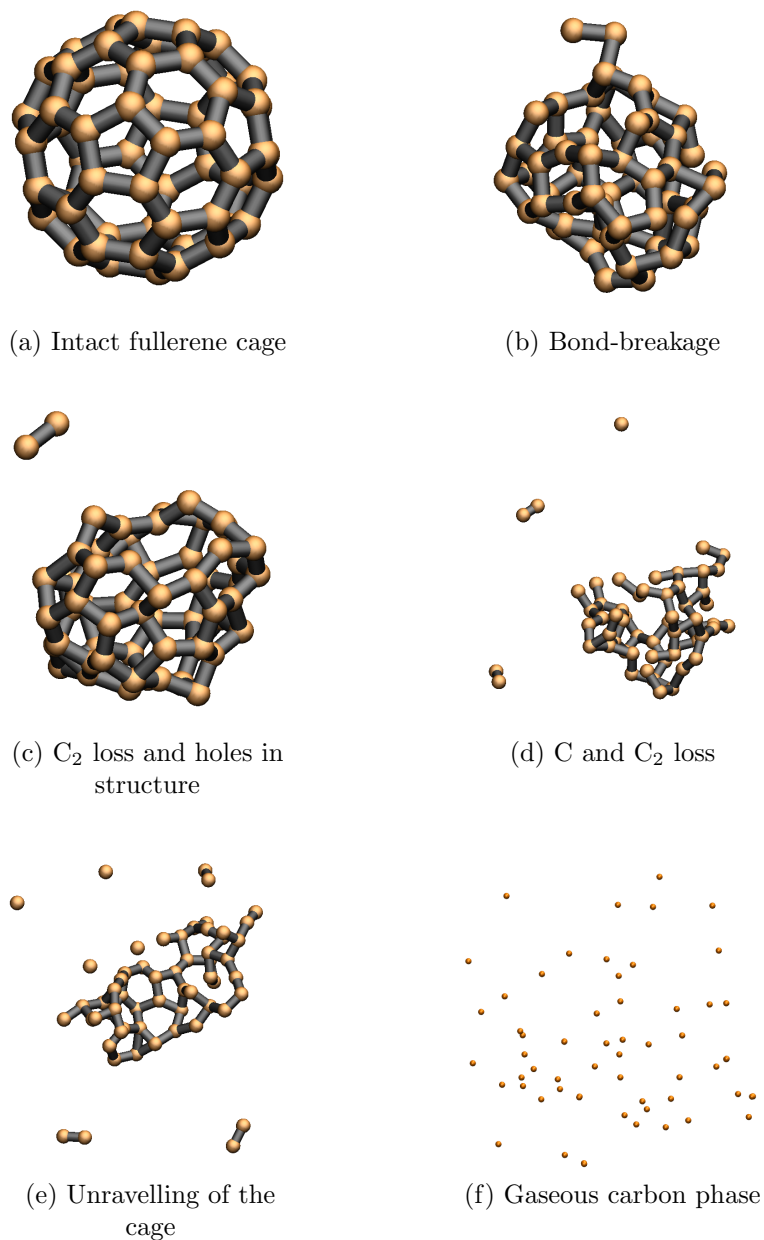 (a) Intact fullerene cage
(b) Bond-breakage
(c) C₂ loss and holes in
structure
(d) C and C₂ loss
(e) Unravelling of the
cage
(f) Gaseous carbon phase